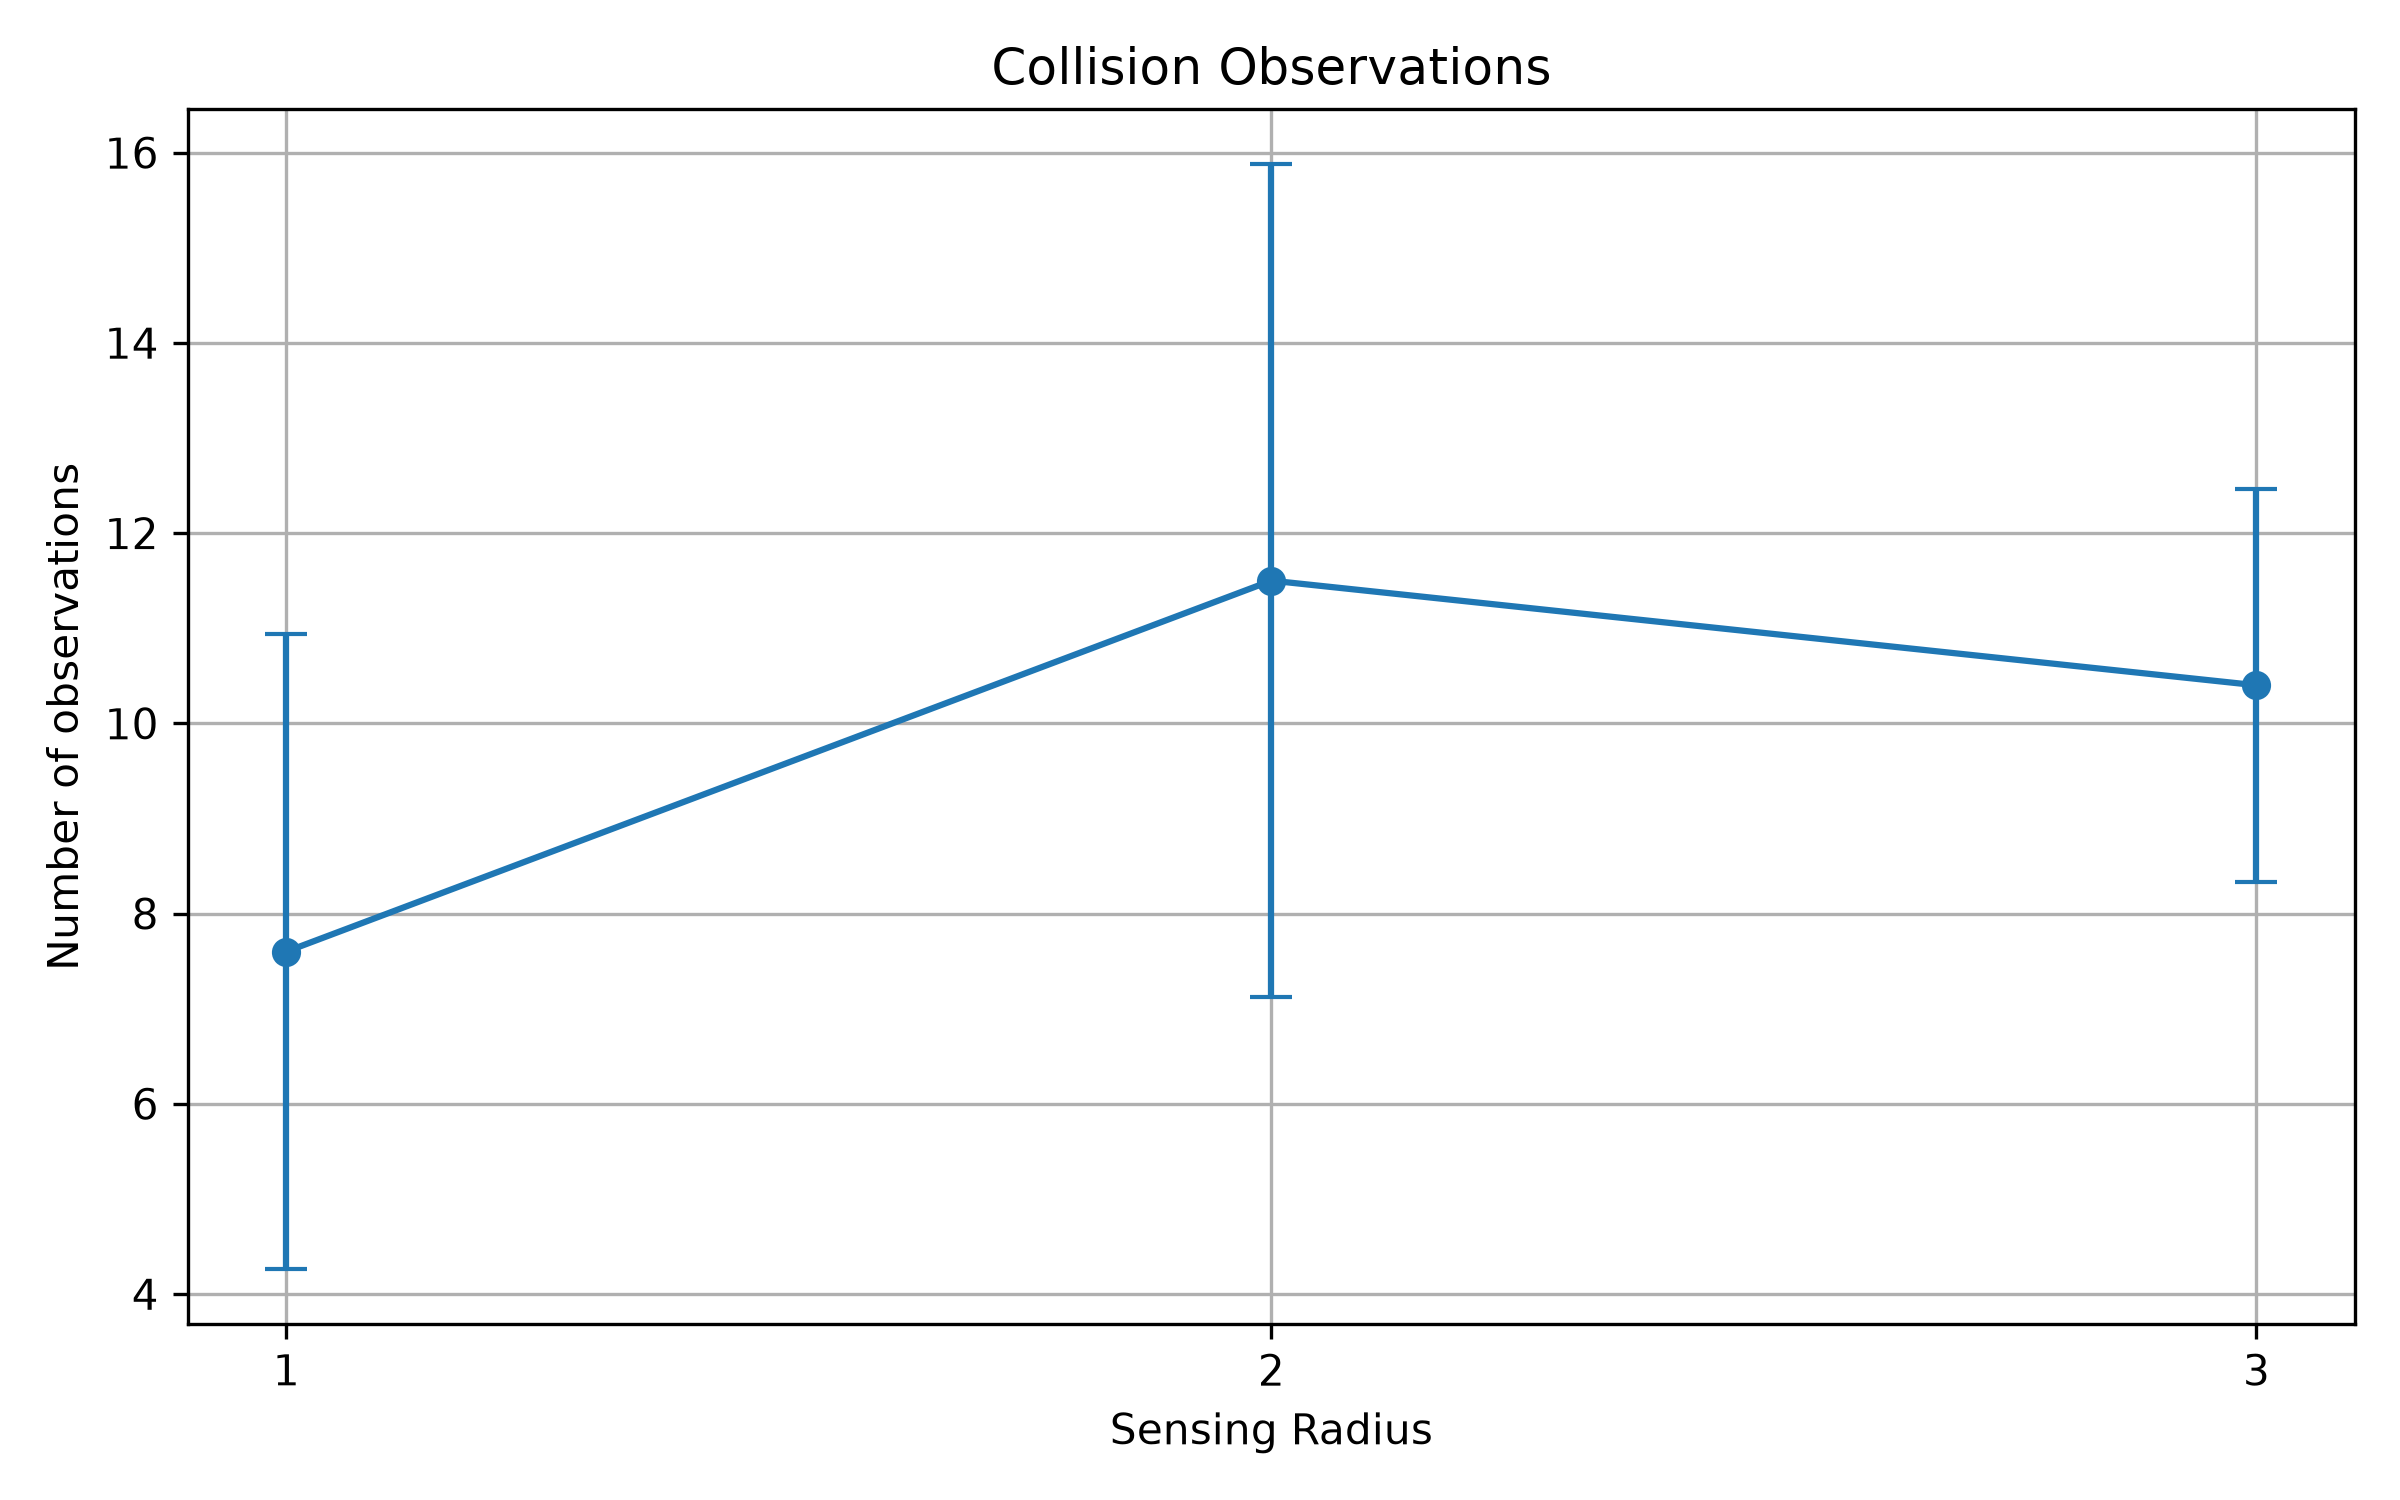 Collision Observations
16
14
12
10
8
6
4
Number of observations
1 2 3
Sensing Radius